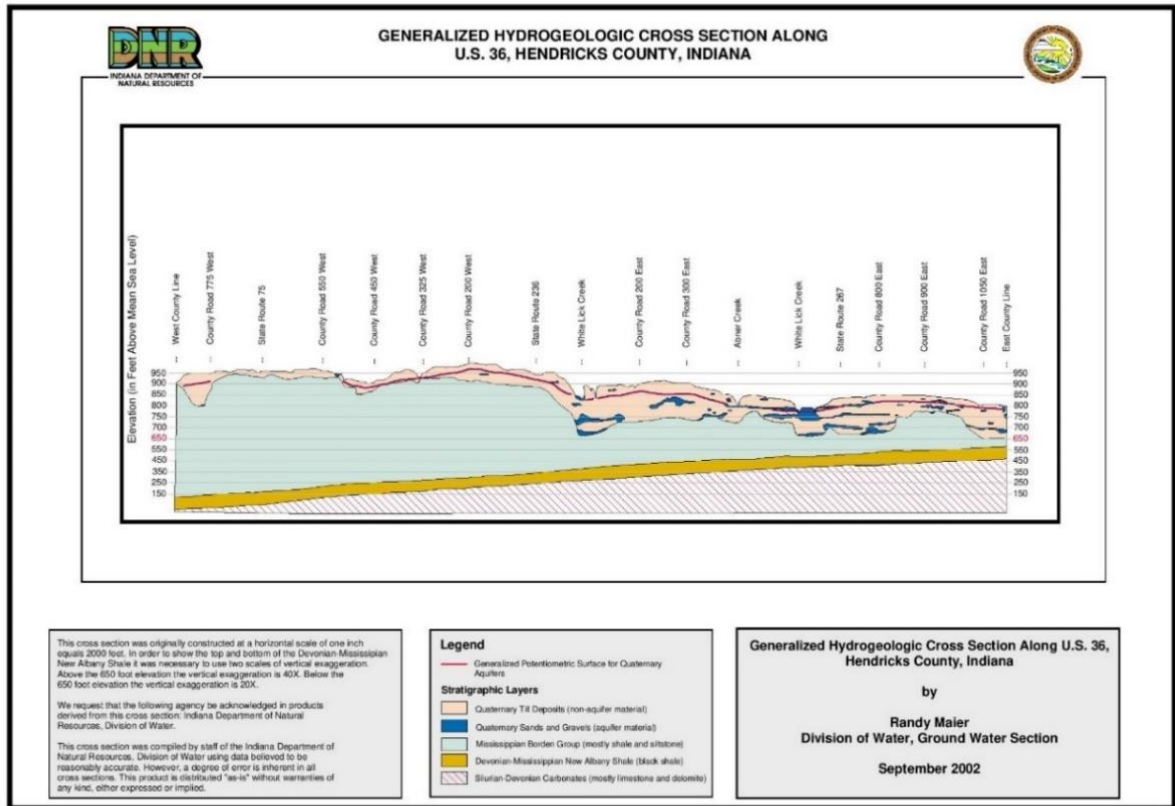 DNR
INDIANA DEPARTMENT OF
NATURAL RESOURCES
GENERALIZED HYDROGEOLOGIC CROSS SECTION ALONG
U.S. 36, HENDRICKS COUNTY, INDIANA
Elevation (in Feet Above Mean Sea Level)
West County Line
County Road 775 West
State Route 75
County Road 550 West
County Road 450 West
County Road 325 West
County Road 200 West
State Route 236
White Lick Creek
County Road 200 East
County Road 300 East
Abner Creek
White Lick Creek
State Route 267
County Road 800 East
County Road 900 East
County Road 1050 East
East County Line
950 950
900 900
850 850
800 800
750 750
700 700
650 650
550 550
450 450
350 350
250 250
150 150
This cross section was originally constructed at a horizontal scale of one inch
equals 2000 feet. In order to show the top and bottom of the Devonian-Mississipian
New Albany Shale it was necessary to use two scales of vertical exaggeration.
Above the 650 foot elevation the vertical exaggeration is 40X. Below the
650 foot elevation the vertical exaggeration is 20X.
We request that the following agency be acknowledged in products
derived from this cross section: Indiana Department of Natural
Resources, Division of Water.
This cross section was compiled by staff of the Indiana Department of
Natural Resources, Division of Water using data believed to be
reasonably accurate. However, a degree of error is inherent in all
cross sections. This product is distributed "as-is" without warranties of
any kind, either expressed or implied.
Legend
Generalized Potentiometric Surface for Quaternary
Aquifers
Stratigraphic Layers
Quaternary Till Deposits (non-aquifer material)
Quaternary Sands and Gravels (aquifer material)
Mississippian Borden Group (mostly shale and siltstone)
Devonian-Mississippian New Albany Shale (black shale)
Silurian-Devonian Carbonates (mostly limestone and dolomite)
Generalized Hydrogeologic Cross Section Along U.S. 36,
Hendricks County, Indiana
by
Randy Maier
Division of Water, Ground Water Section
September 2002